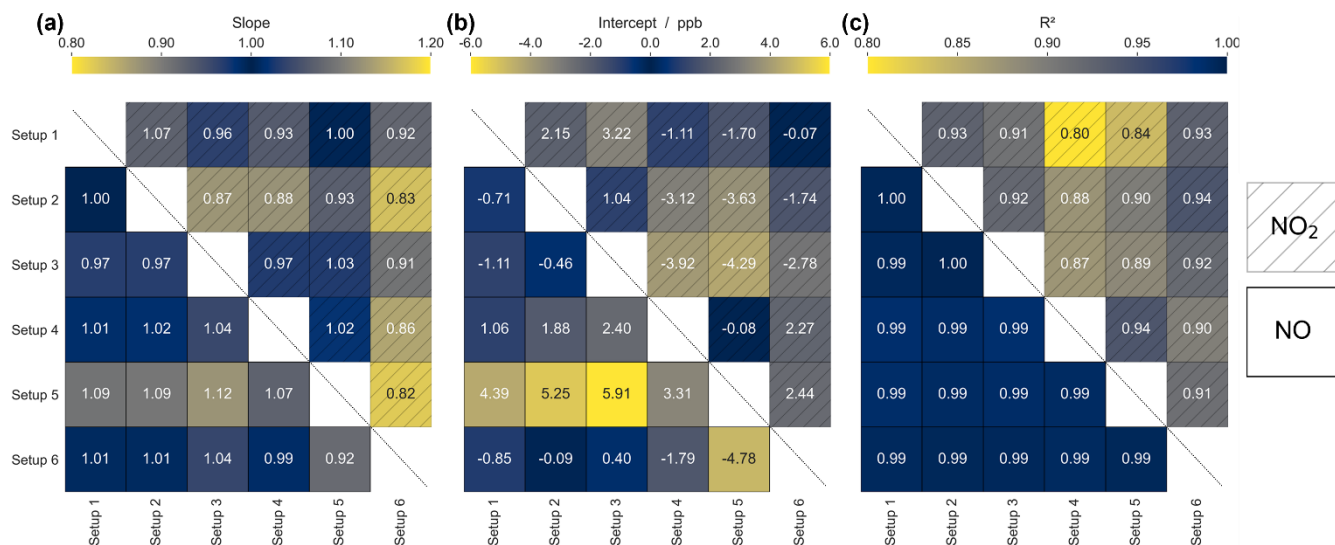 (a) Slope
0.80 0.90 1.00 1.10 1.20
Setup 1 1.07 0.96 0.93 1.00 0.92
Setup 2 1.00 0.87 0.88 0.93 0.83
Setup 3 0.97 0.97 0.97 1.03 0.91
Setup 4 1.01 1.02 1.04 1.02 0.86
Setup 5 1.09 1.09 1.12 1.07 0.82
Setup 6 1.01 1.01 1.04 0.99 0.92
Setup 1 Setup 2 Setup 3 Setup 4 Setup 5 Setup 6
(b) Intercept / ppb
-6.0 -4.0 -2.0 0.0 2.0 4.0 6.0
2.15 3.22 -1.11 -1.70 -0.07
-0.71 1.04 -3.12 -3.63 -1.74
-1.11 -0.46 -3.92 -4.29 -2.78
1.06 1.88 2.40 -0.08 2.27
4.39 5.25 5.91 3.31 2.44
-0.85 -0.09 0.40 -1.79 -4.78
Setup 1 Setup 2 Setup 3 Setup 4 Setup 5 Setup 6
(c) R²
0.80 0.85 0.90 0.95 1.00
0.93 0.91 0.80 0.84 0.93
1.00 0.92 0.88 0.90 0.94
0.99 1.00 0.87 0.89 0.92
0.99 0.99 0.99 0.94 0.90
0.99 0.99 0.99 0.99 0.91
0.99 0.99 0.99 0.99 0.99
Setup 1 Setup 2 Setup 3 Setup 4 Setup 5 Setup 6
NO₂
NO